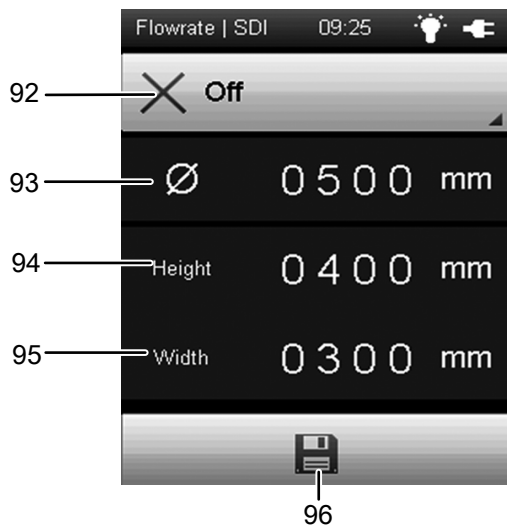 Flowrate | SDI 09:25
92 Off
93 Ø 0500 mm
94 Height 0400 mm
95 Width 0300 mm
96